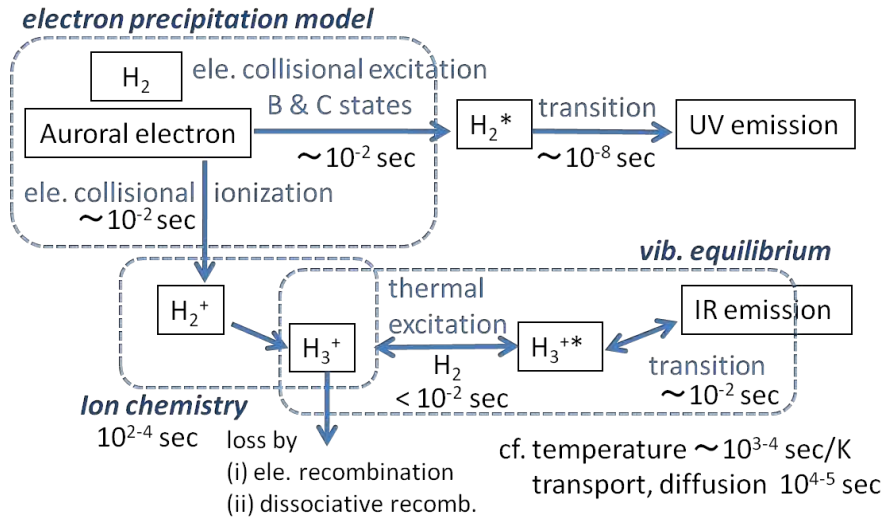 electron precipitation model
H₂
ele. collisional excitation
B & C states
Auroral electron
～10⁻² sec
H₂*
transition
～10⁻⁸ sec
UV emission
ele. collisional ionization
～10⁻² sec
vib. equilibrium
H₂⁺
H₃⁺
thermal
excitation
H₂
< 10⁻² sec
H₃⁺*
IR emission
transition
～10⁻² sec
Ion chemistry
10²⁻⁴ sec
loss by
(i) ele. recombination
(ii) dissociative recomb.
cf. temperature ～10³⁻⁴ sec/K
transport, diffusion 10⁴⁻⁵ sec